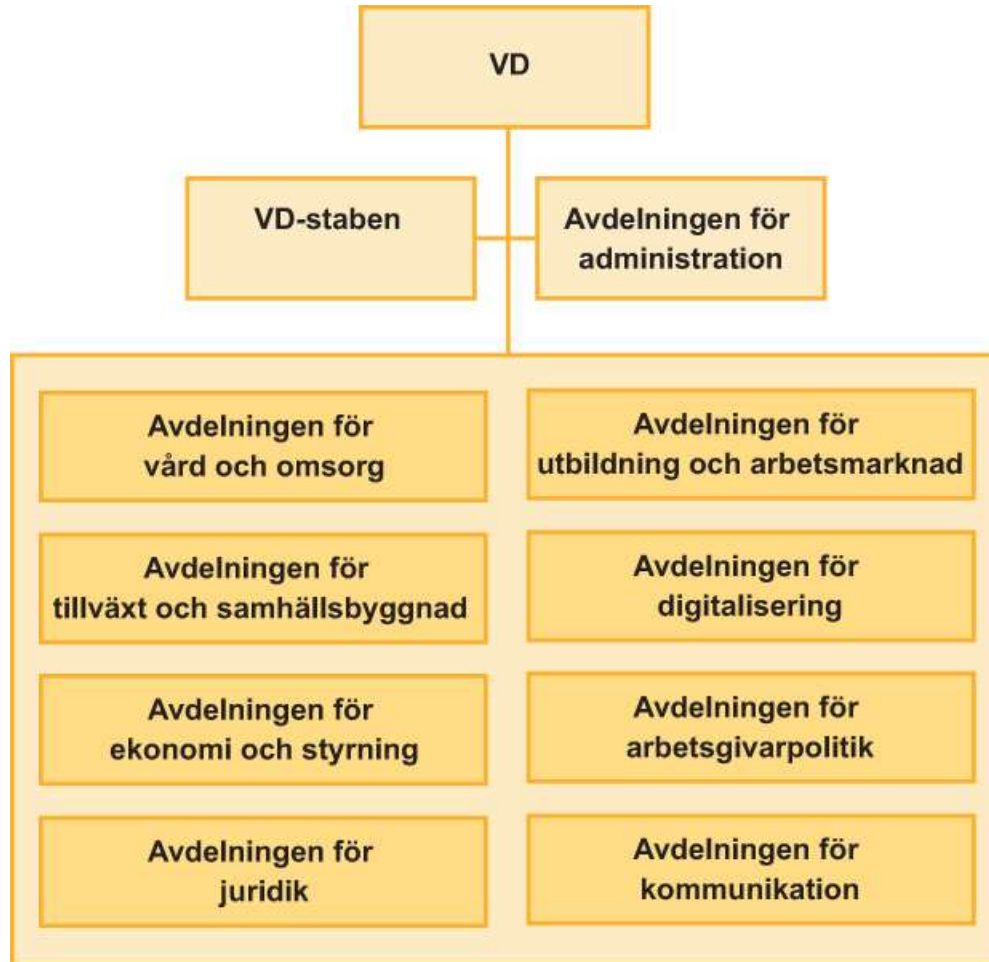 VD
VD-staben
Avdelningen för
administration
Avdelningen för
vård och omsorg
Avdelningen för
utbildning och arbetsmarknad
Avdelningen för
tillväxt och samhällsbyggnad
Avdelningen för
digitalisering
Avdelningen för
ekonomi och styrning
Avdelningen för
arbetsgivarpolitik
Avdelningen för
juridik
Avdelningen för
kommunikation